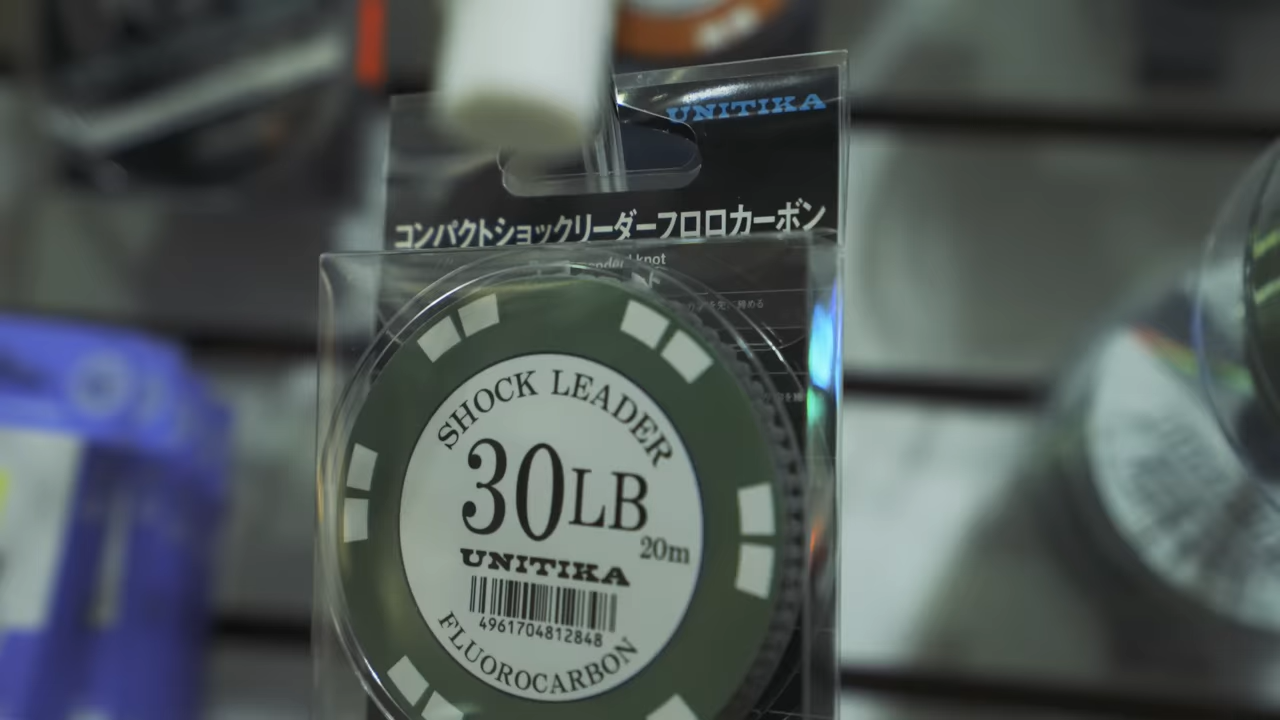 UNITIKA
コンパクトショックリーダーフロロカーボン
knot
SHOCK LEADER
30LB
20m
UNITIKA
4961704812848
FLUOROCARBON